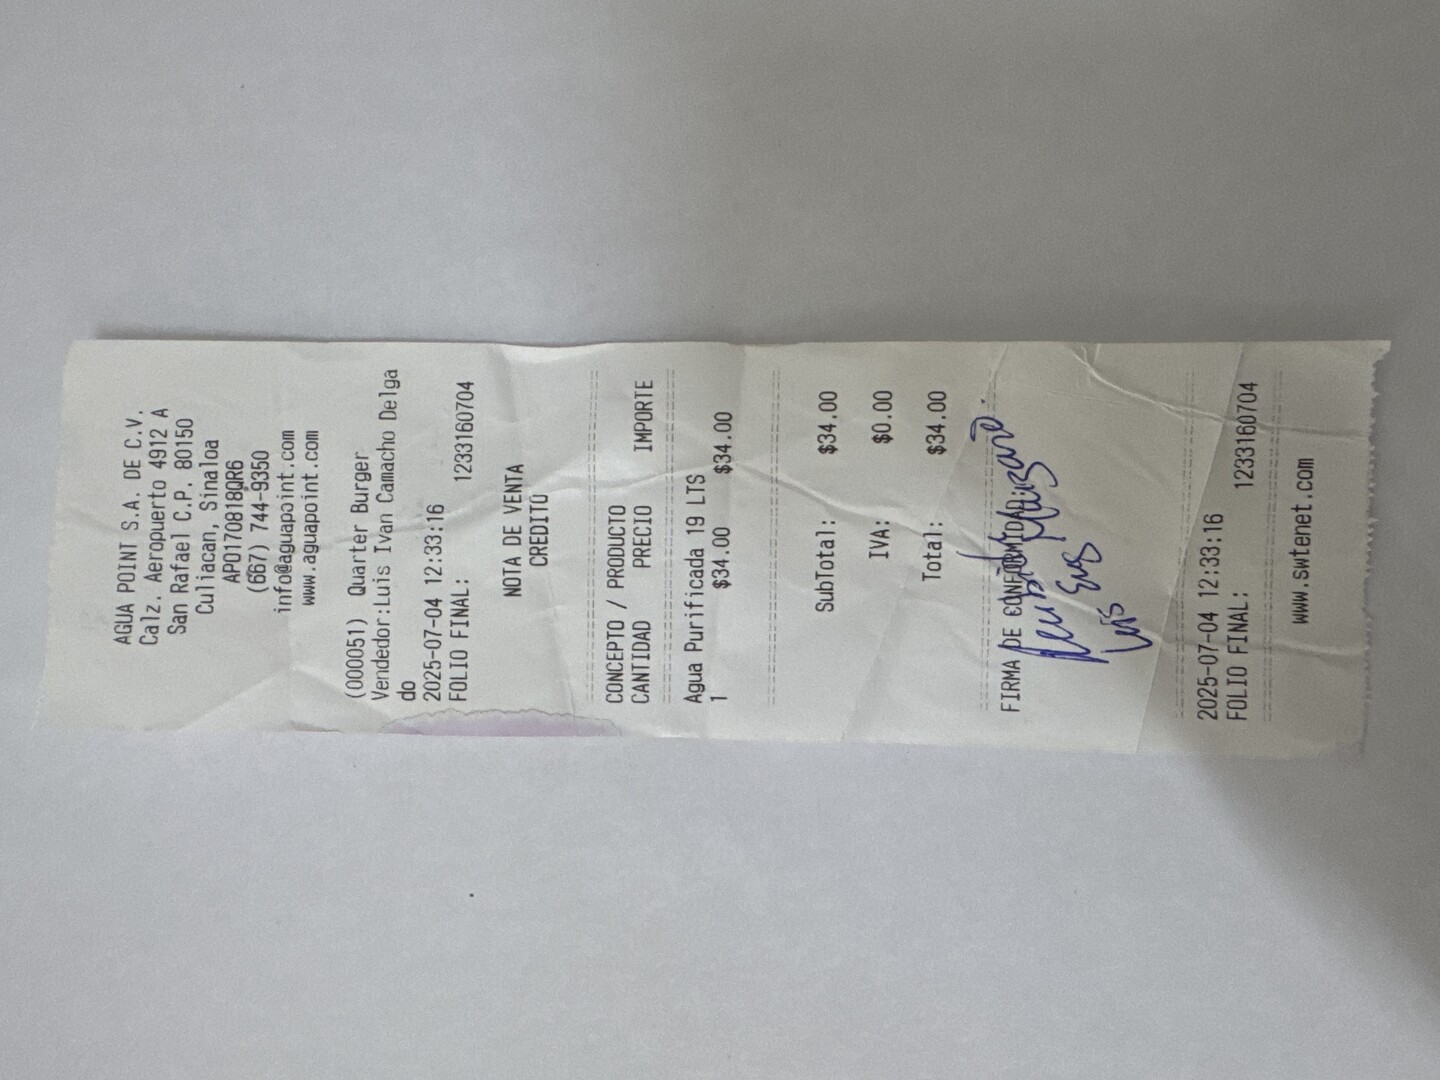 AGUA POINT S.A. DE C.V.
Calz. Aeropuerto 4912 A
San Rafael C.P. 80150
Culiacan, Sinaloa
APO170818QR6
(667) 744-9350
info@aguapoint.com
www.aguapoint.com
(000051) Quarter Burger
Vendedor:Luis Ivan Camacho Delga
do
2025-07-04 12:33:16
FOLIO FINAL: 1233160704
NOTA DE VENTA
CREDITO
CONCEPTO / PRODUCTO
CANTIDAD PRECIO IMPORTE
Agua Purificada 19 LTS
1 $34.00 $34.00
SubTotal: $34.00
IVA: $0.00
Total: $34.00
FIRMA DE CONFORMIDAD:
2025-07-04 12:33:16
FOLIO FINAL: 1233160704
www.swtenet.com